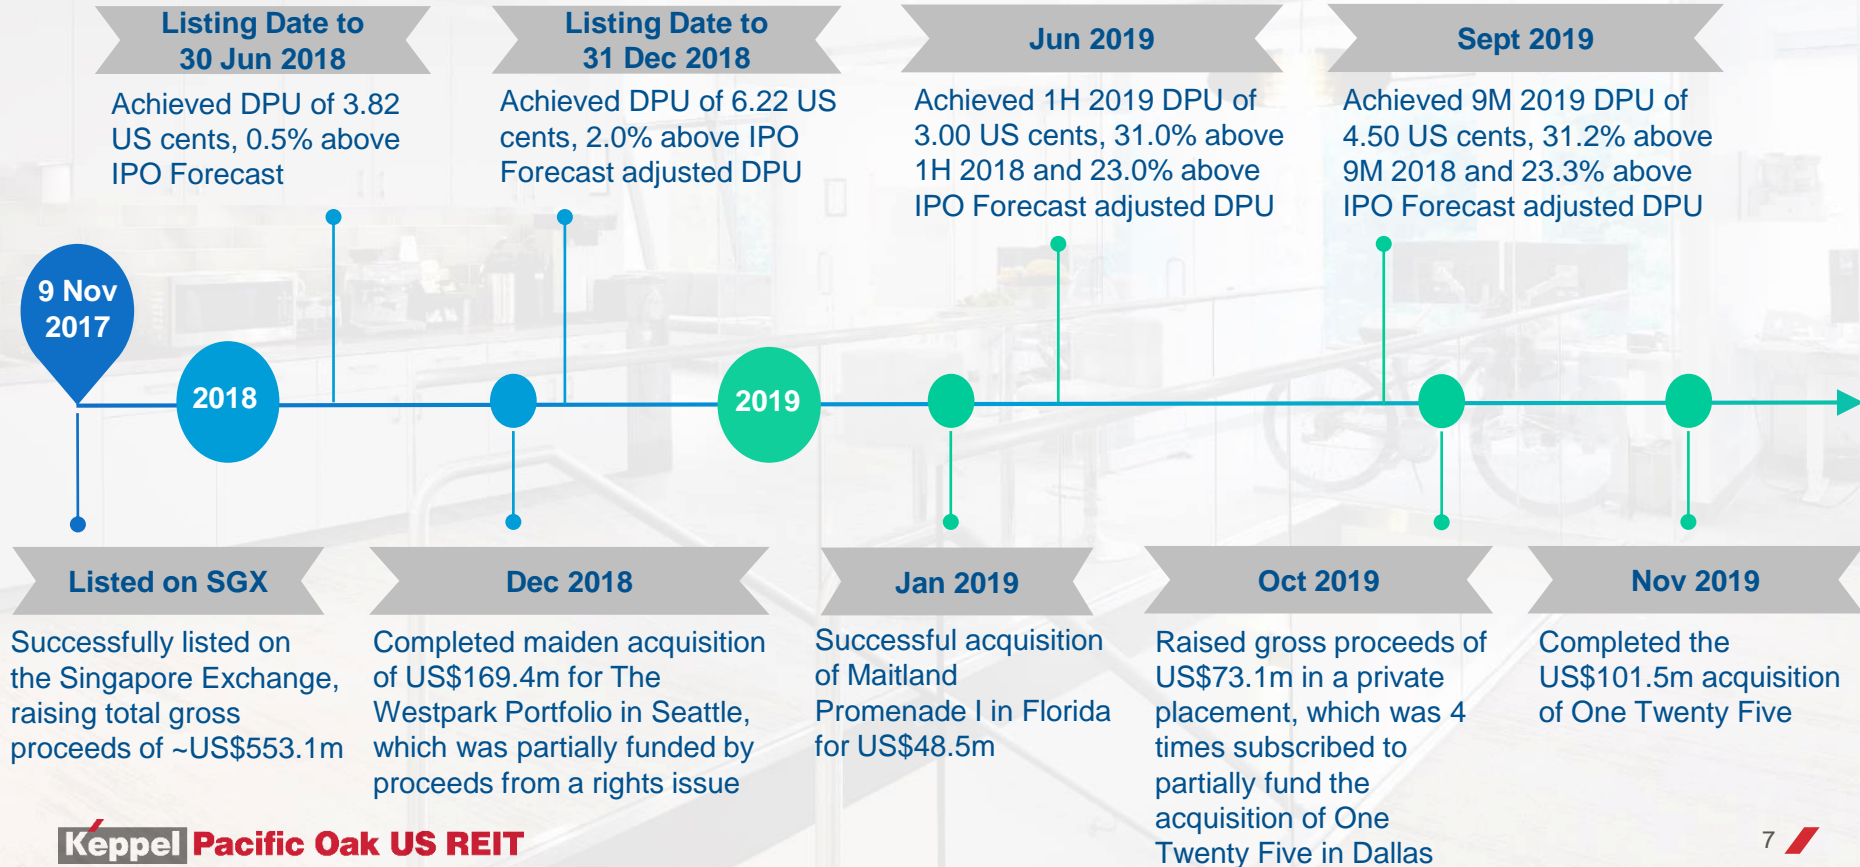 Listing Date to
30 Jun 2018
Achieved DPU of 3.82
US cents, 0.5% above
IPO Forecast
Listing Date to
31 Dec 2018
Achieved DPU of 6.22 US
cents, 2.0% above IPO
Forecast adjusted DPU
Jun 2019
Achieved 1H 2019 DPU of
3.00 US cents, 31.0% above
1H 2018 and 23.0% above
IPO Forecast adjusted DPU
Sept 2019
Achieved 9M 2019 DPU of
4.50 US cents, 31.2% above
9M 2018 and 23.3% above
IPO Forecast adjusted DPU
9 Nov
2017
2018
2019
Listed on SGX
Successfully listed on
the Singapore Exchange,
raising total gross
proceeds of ~US$553.1m
Dec 2018
Completed maiden acquisition
of US$169.4m for The
Westpark Portfolio in Seattle,
which was partially funded by
proceeds from a rights issue
Jan 2019
Successful acquisition
of Maitland
Promenade I in Florida
for US$48.5m
Oct 2019
Raised gross proceeds of
US$73.1m in a private
placement, which was 4
times subscribed to
partially fund the
acquisition of One
Twenty Five in Dallas
Nov 2019
Completed the
US$101.5m acquisition
of One Twenty Five
Keppel Pacific Oak US REIT
7